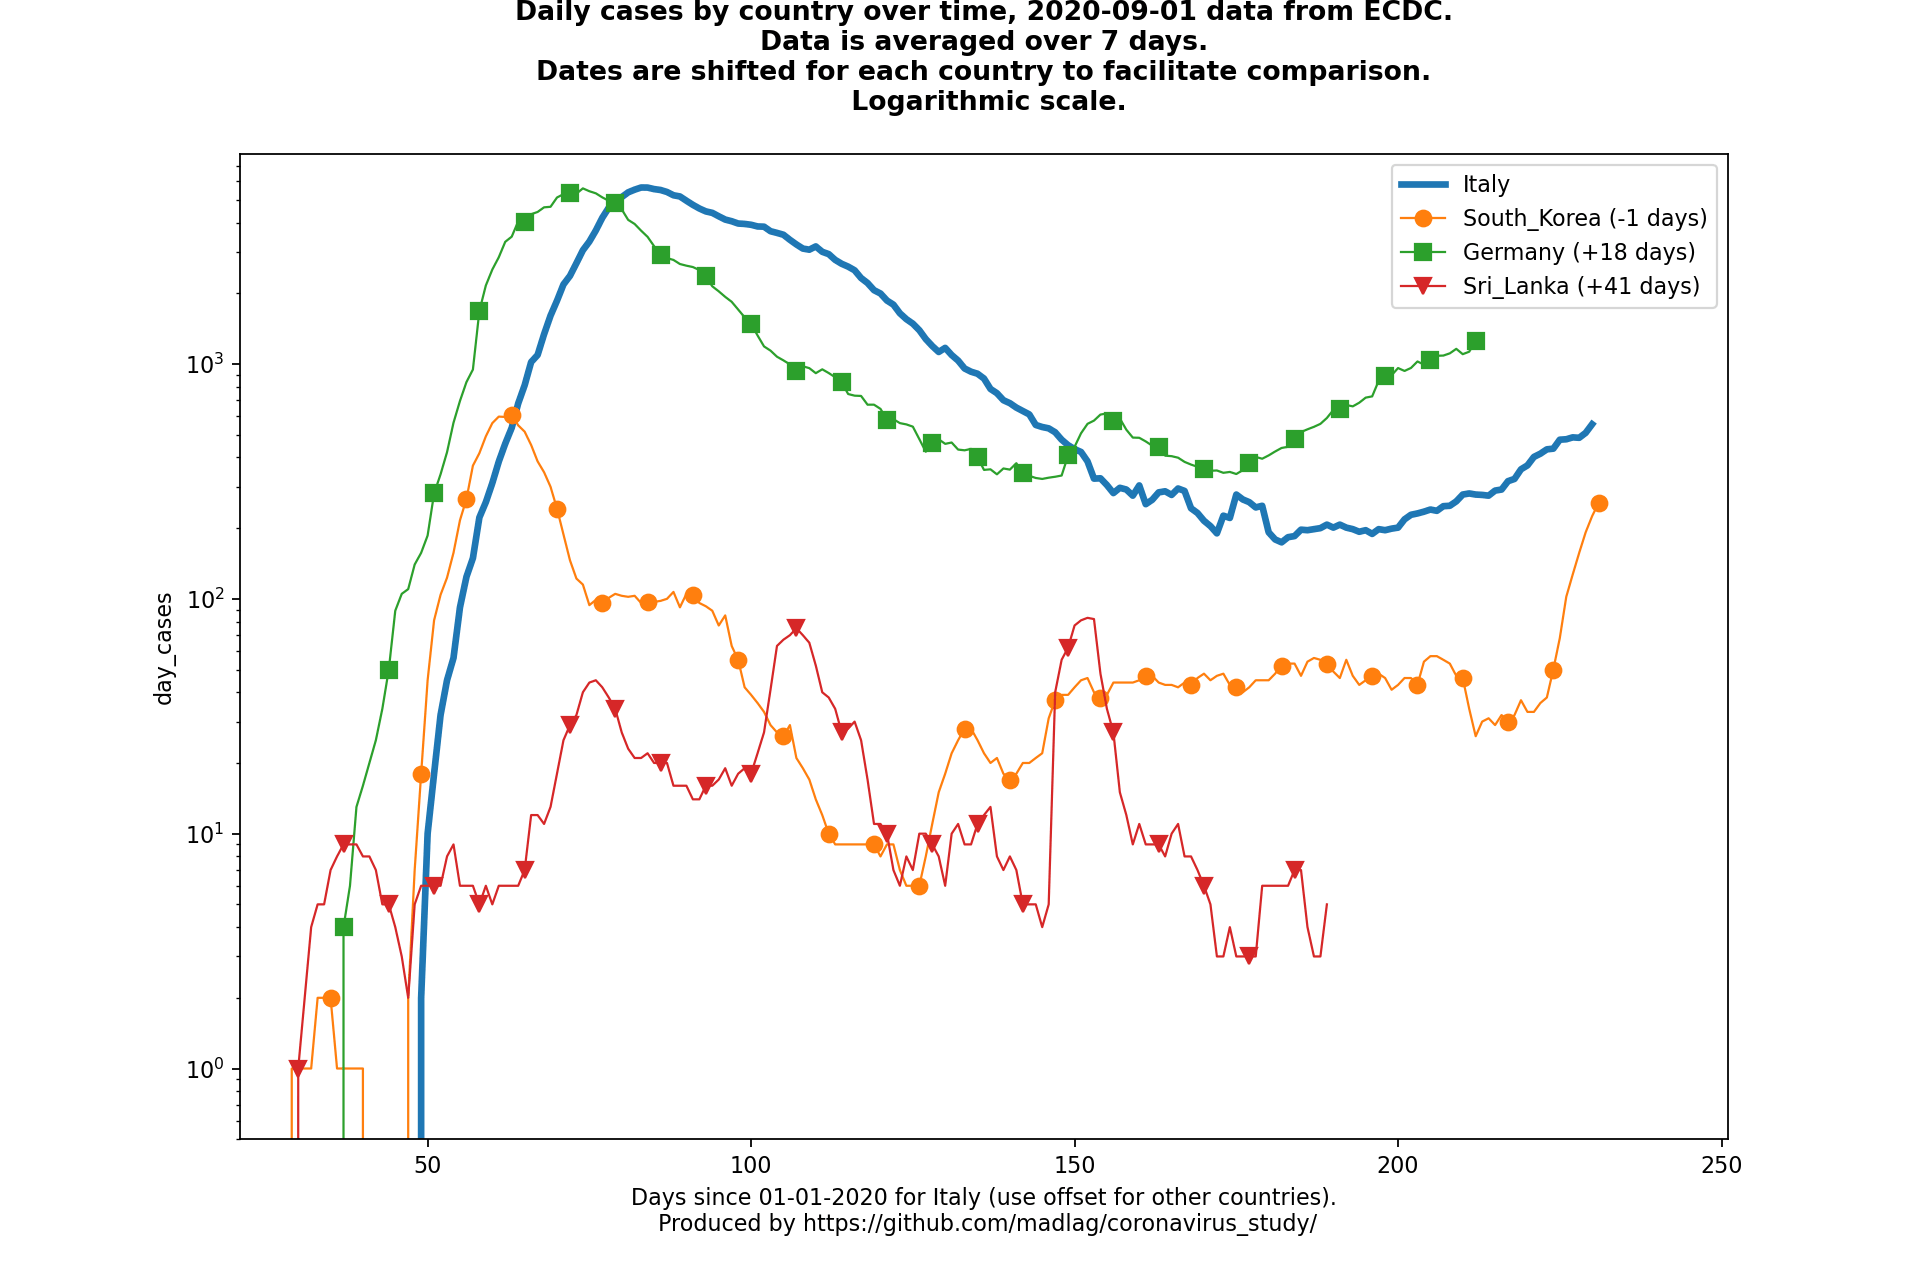 Daily cases by country over time, 2020-09-01 data from ECDC.
Data is averaged over 7 days.
Dates are shifted for each country to facilitate comparison.
Logarithmic scale.
Italy
South_Korea (-1 days)
Germany (+18 days)
Sri_Lanka (+41 days)
day_cases
10³
10²
10¹
10⁰
50 100 150 200 250
Days since 01-01-2020 for Italy (use offset for other countries).
Produced by https://github.com/madlag/coronavirus_study/